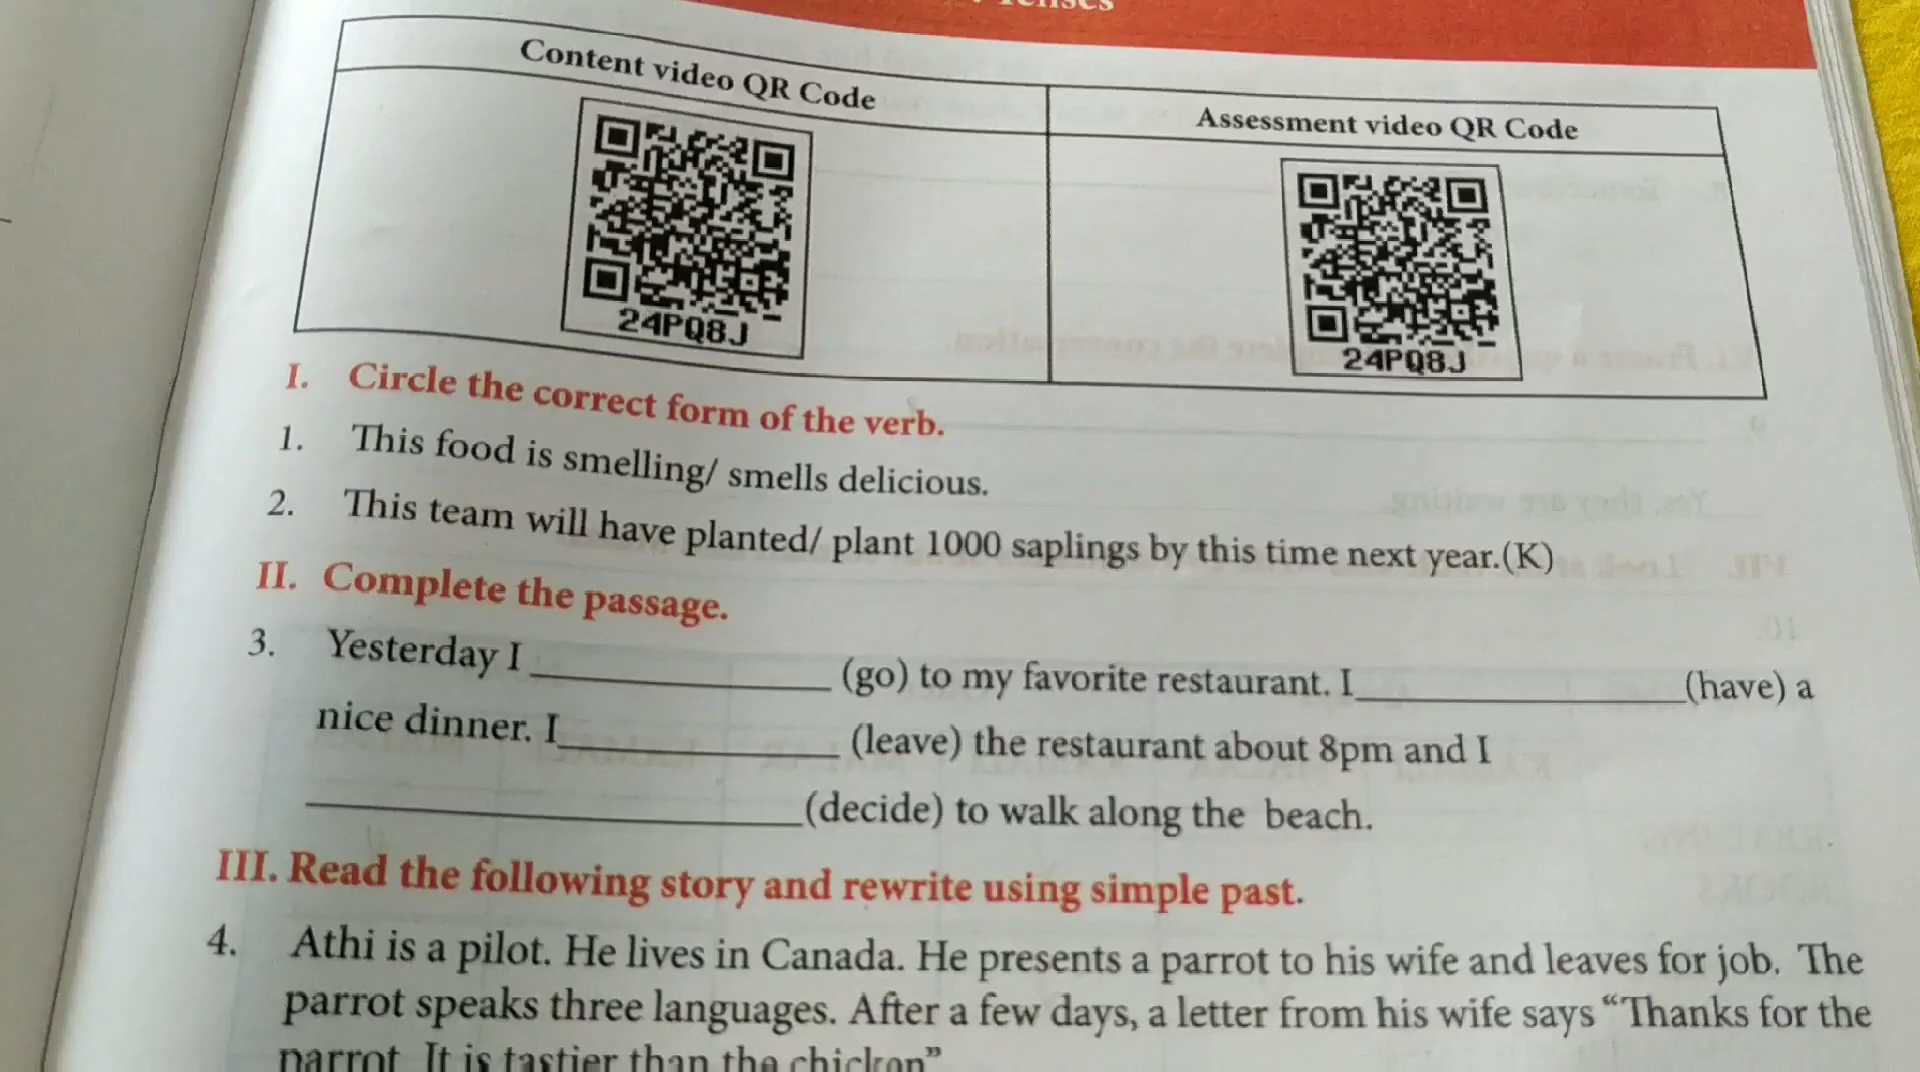 Tenses
Content video QR Code
Assessment video QR Code
24PQ8J
24PQ8J
I. Circle the correct form of the verb.
1. This food is smelling/ smells delicious.
2. This team will have planted/ plant 1000 saplings by this time next year.(K)
II. Complete the passage.
3. Yesterday I ______________ (go) to my favorite restaurant. I______________(have) a
nice dinner. I______________ (leave) the restaurant about 8pm and I
______________(decide) to walk along the beach.
III. Read the following story and rewrite using simple past.
4. Athi is a pilot. He lives in Canada. He presents a parrot to his wife and leaves for job. The
parrot speaks three languages. After a few days, a letter from his wife says “Thanks for the
parrot It is tastier than the chicken”